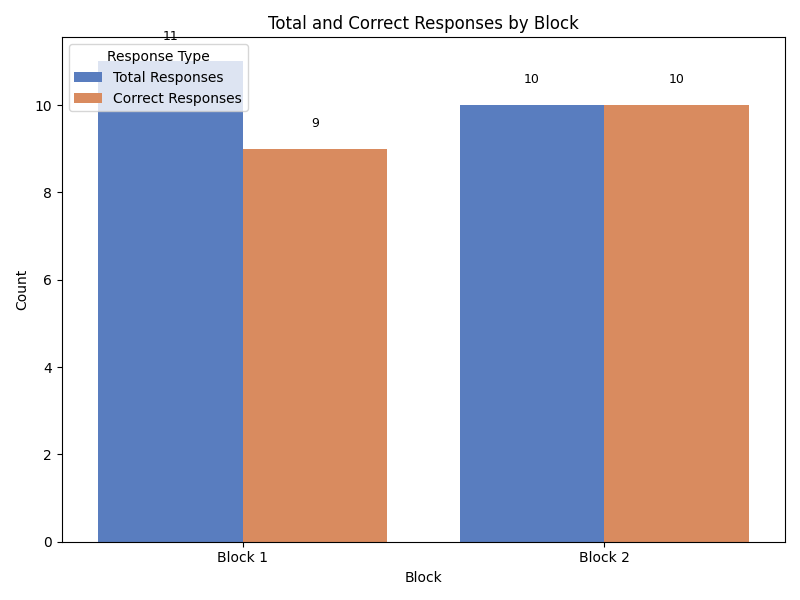 Total and Correct Responses by Block
11
Response Type
Total Responses
Correct Responses
9
10
10
10
8
6
4
2
0
Count
Block 1
Block 2
Block